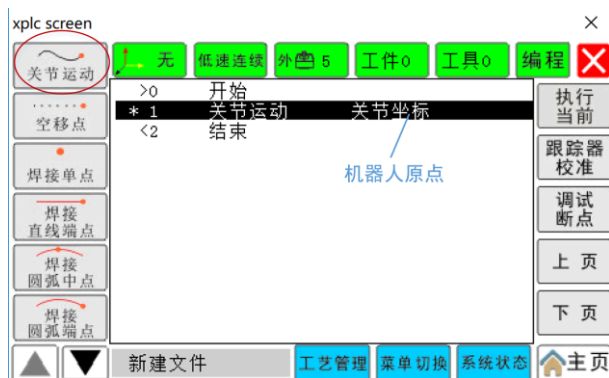 xplc screen
关节运动
无
低速连续
外 5
工件0
工具0
编程
空移点
焊接单点
焊接
直线端点
焊接
圆弧中点
焊接
圆弧端点
>0 开始
* 1 关节运动 关节坐标
<2 结束
机器人原点
执行
当前
跟踪器
校准
调试
断点
上 页
下 页
新建文件
工艺管理
菜单切换
系统状态
主页